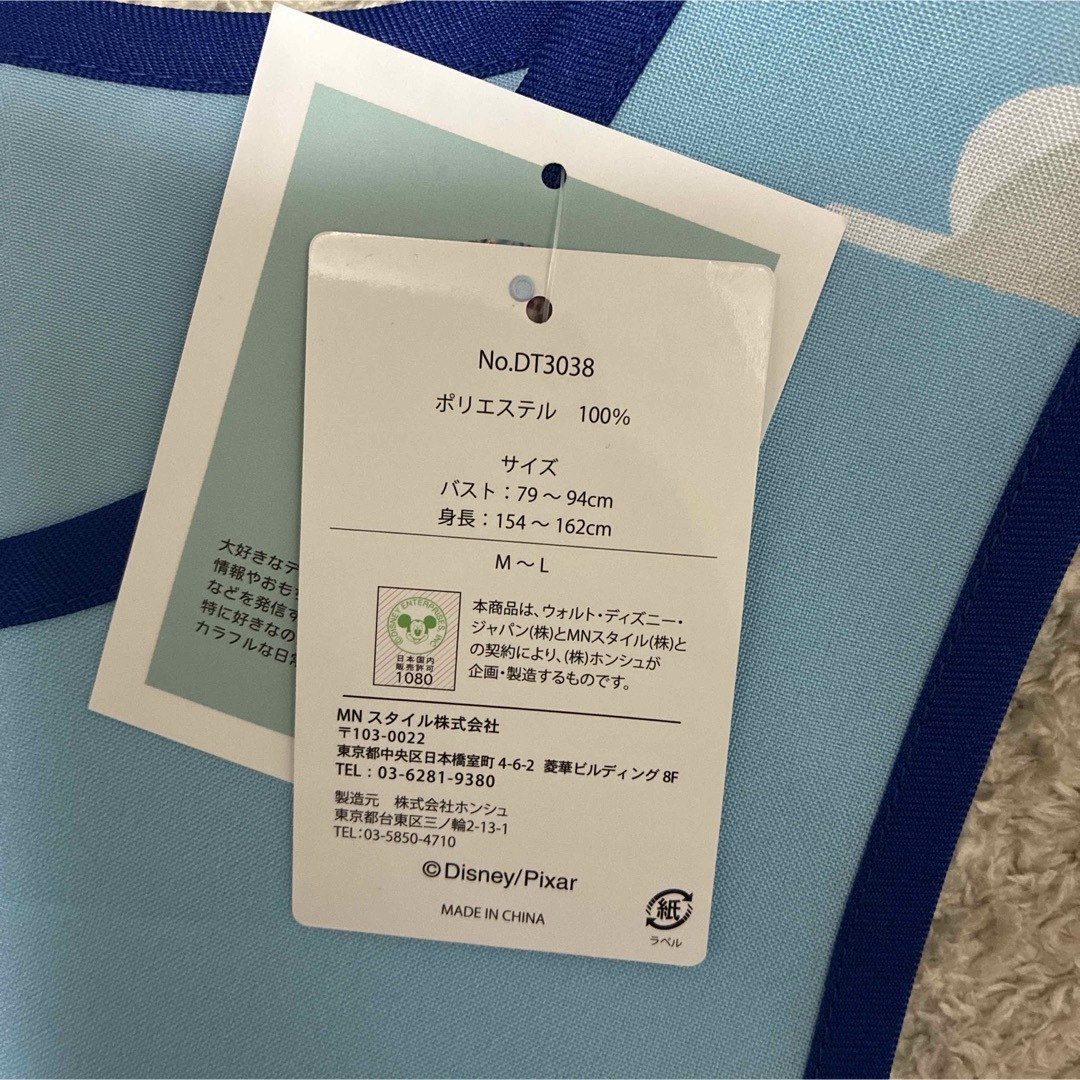 No.DT3038
ポリエステル 100%
サイズ
バスト：79～94cm
身長：154～162cm
M～L
©DISNEY ENTERPRISES, INC.
日本国内
販売許可
1080
本商品は、ウォルト・ディズニー・
ジャパン(株)とMNスタイル(株)と
の契約により、(株)ホンシュが
企画・製造するものです。
MN スタイル株式会社
〒103-0022
東京都中央区日本橋室町 4-6-2 菱華ビルディング 8F
TEL：03-6281-9380
製造元 株式会社ホンシュ
東京都台東区三ノ輪2-13-1
TEL：03-5850-4710
©Disney/Pixar
MADE IN CHINA
紙
ラベル
大好きな
情報やおも
などを発信す
特に好きなの
カラフルな日